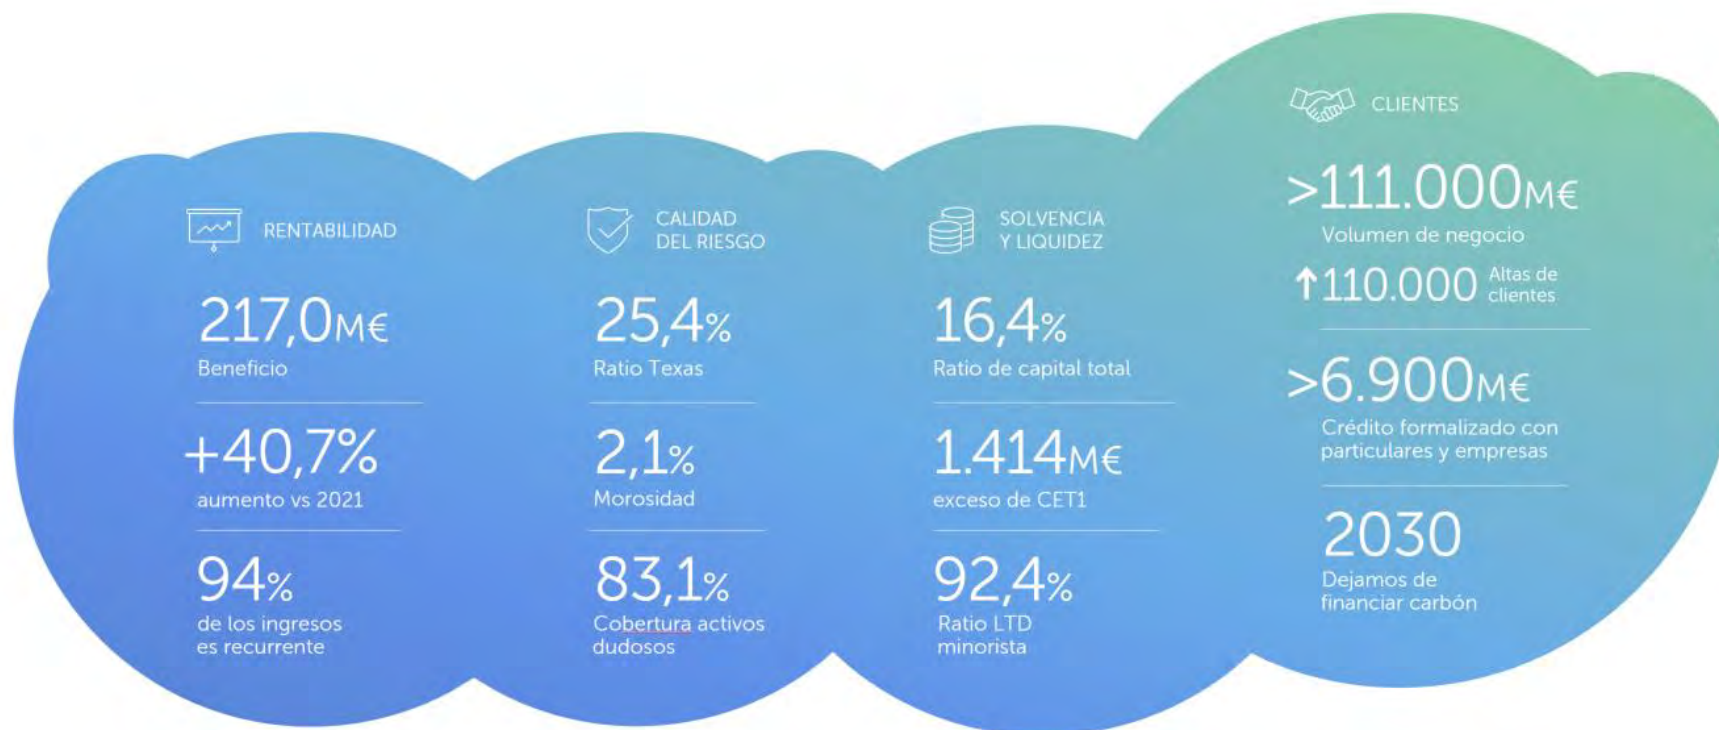 RENTABILIDAD
217,0M€
Beneficio
+40,7%
aumento vs 2021
94%
de los ingresos
es recurrente
CALIDAD
DEL RIESGO
25,4%
Ratio Texas
2,1%
Morosidad
83,1%
Cobertura activos
dudosos
SOLVENCIA
Y LIQUIDEZ
16,4%
Ratio de capital total
1.414M€
exceso de CET1
92,4%
Ratio LTD
minorista
CLIENTES
>111.000M€
Volumen de negocio
↑110.000 Altas de
clientes
>6.900M€
Crédito formalizado con
particulares y empresas
2030
Dejamos de
financiar carbón